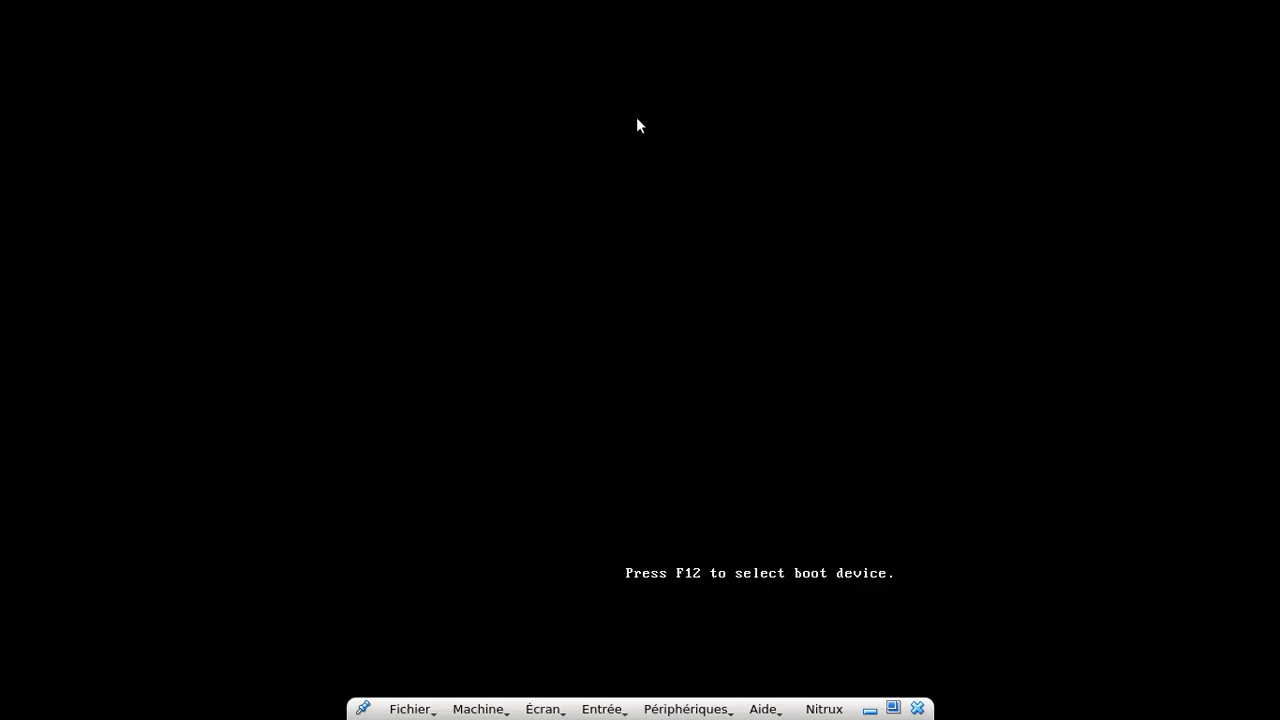 Press F12 to select boot device.
Fichier Machine Écran Entrée Périphériques Aide Nitrux